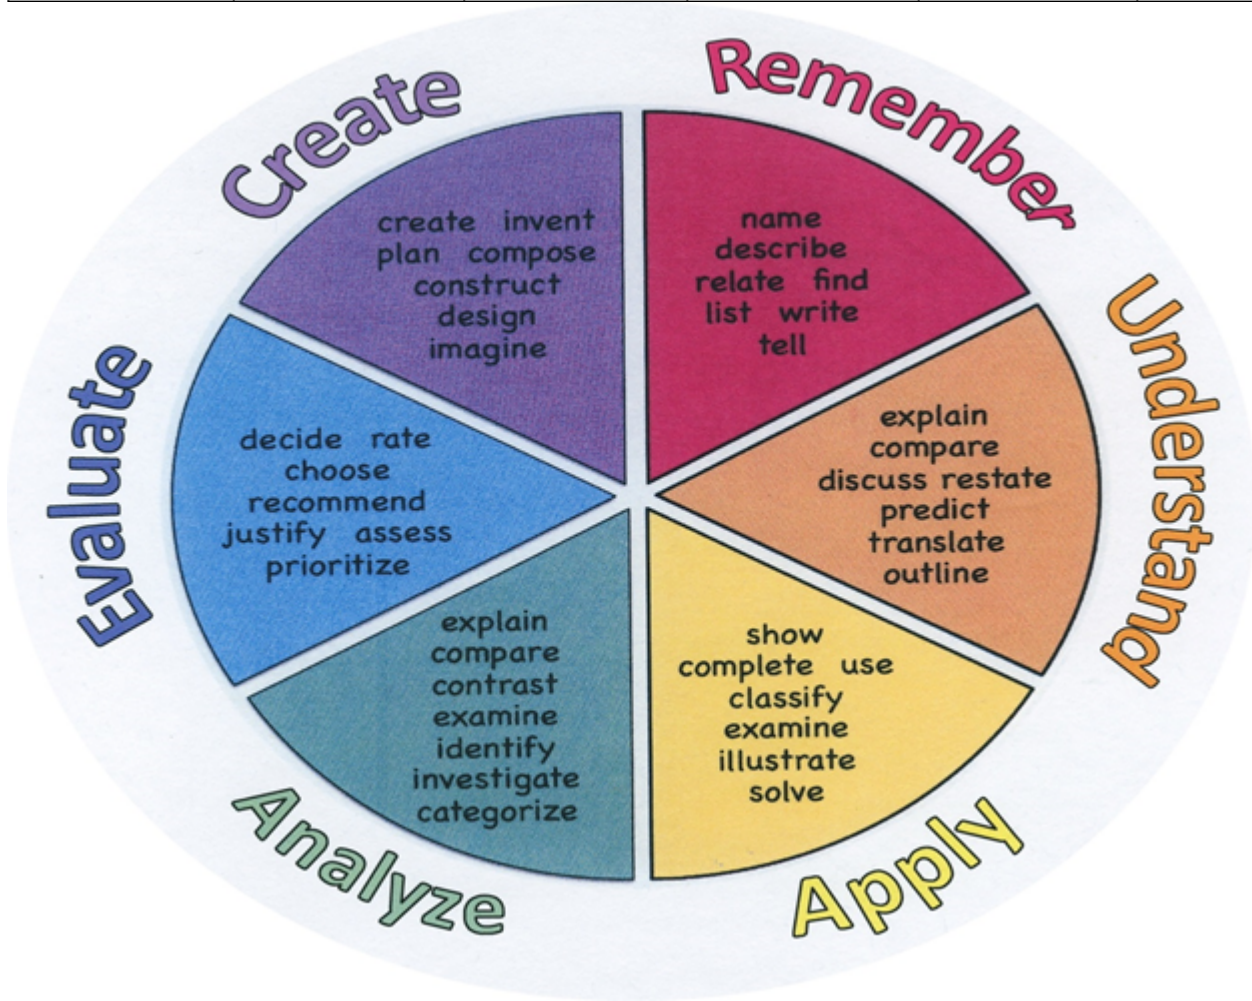 Remember
name
describe
relate find
list write
tell
Understand
explain
compare
discuss restate
predict
translate
outline
Apply
show
complete use
classify
examine
illustrate
solve
Analyze
explain
compare
contrast
examine
identify
investigate
categorize
Evaluate
decide rate
choose
recommend
justify assess
prioritize
Create
create invent
plan compose
construct
design
imagine